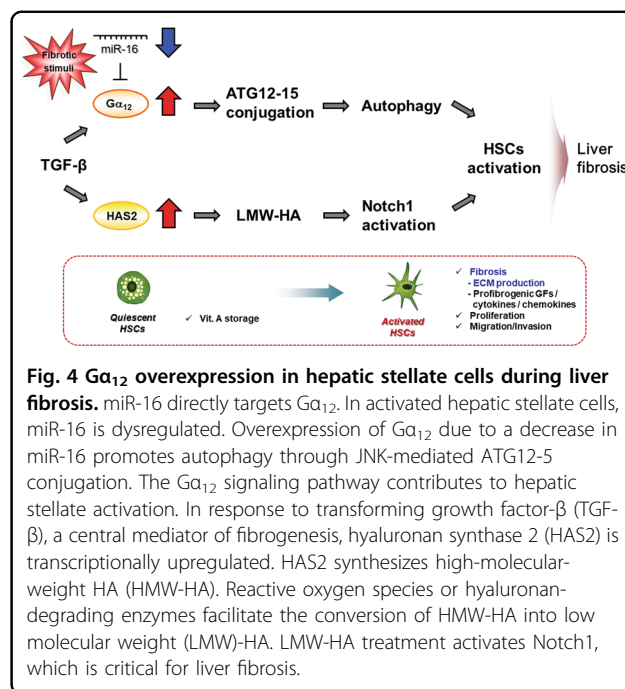 Fibrotic
stimuli
miR-16
Gα12
ATG12-15
conjugation
Autophagy
TGF-β
HSCs
activation
Liver
fibrosis
HAS2
LMW-HA
Notch1
activation
Quiescent
HSCs
✓ Vit. A storage
Activated
HSCs
✓ Fibrosis
- ECM production
- Profibrogenic GFs /
cytokines / chemokines
✓ Proliferation
✓ Migration/Invasion
Fig. 4 Gα12 overexpression in hepatic stellate cells during liver
fibrosis. miR-16 directly targets Gα12. In activated hepatic stellate cells,
miR-16 is dysregulated. Overexpression of Gα12 due to a decrease in
miR-16 promotes autophagy through JNK-mediated ATG12-5
conjugation. The Gα12 signaling pathway contributes to hepatic
stellate activation. In response to transforming growth factor-β (TGF-
β), a central mediator of fibrogenesis, hyaluronan synthase 2 (HAS2) is
transcriptionally upregulated. HAS2 synthesizes high-molecular-
weight HA (HMW-HA). Reactive oxygen species or hyaluronan-
degrading enzymes facilitate the conversion of HMW-HA into low
molecular weight (LMW)-HA. LMW-HA treatment activates Notch1,
which is critical for liver fibrosis.